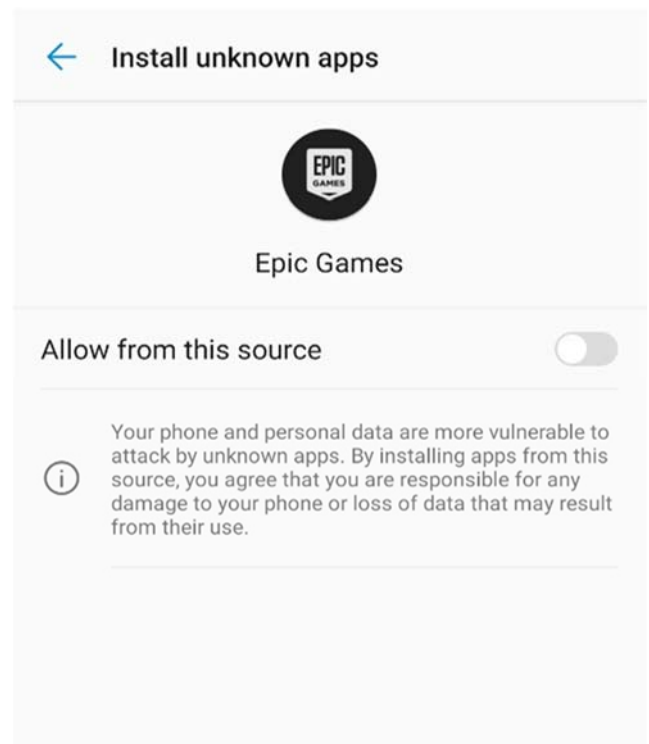 Install unknown apps
EPIC
GAMES
Epic Games
Allow from this source
Your phone and personal data are more vulnerable to
attack by unknown apps. By installing apps from this
source, you agree that you are responsible for any
damage to your phone or loss of data that may result
from their use.